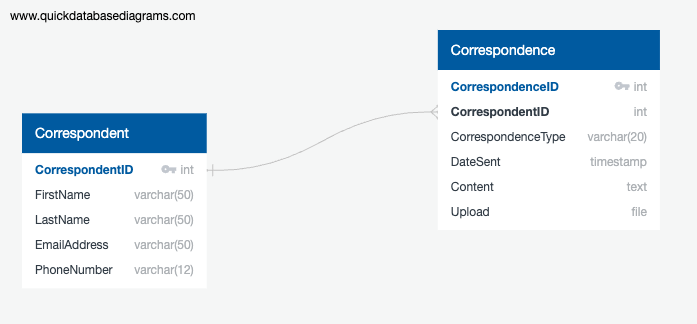 www.quickdatabasediagrams.com
Correspondence
CorrespondenceID int
CorrespondentID int
CorrespondenceType varchar(20)
DateSent timestamp
Content text
Upload file
Correspondent
CorrespondentID int
FirstName varchar(50)
LastName varchar(50)
EmailAddress varchar(50)
PhoneNumber varchar(12)